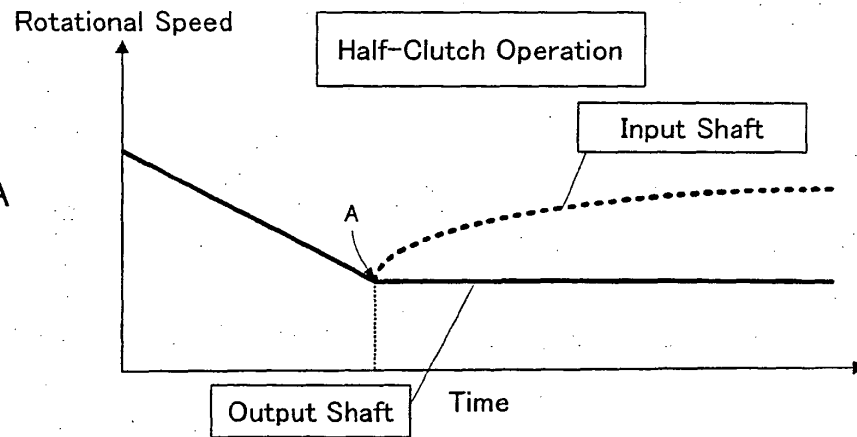 Rotational Speed
Half-Clutch Operation
Input Shaft
A
A
Output Shaft
Time